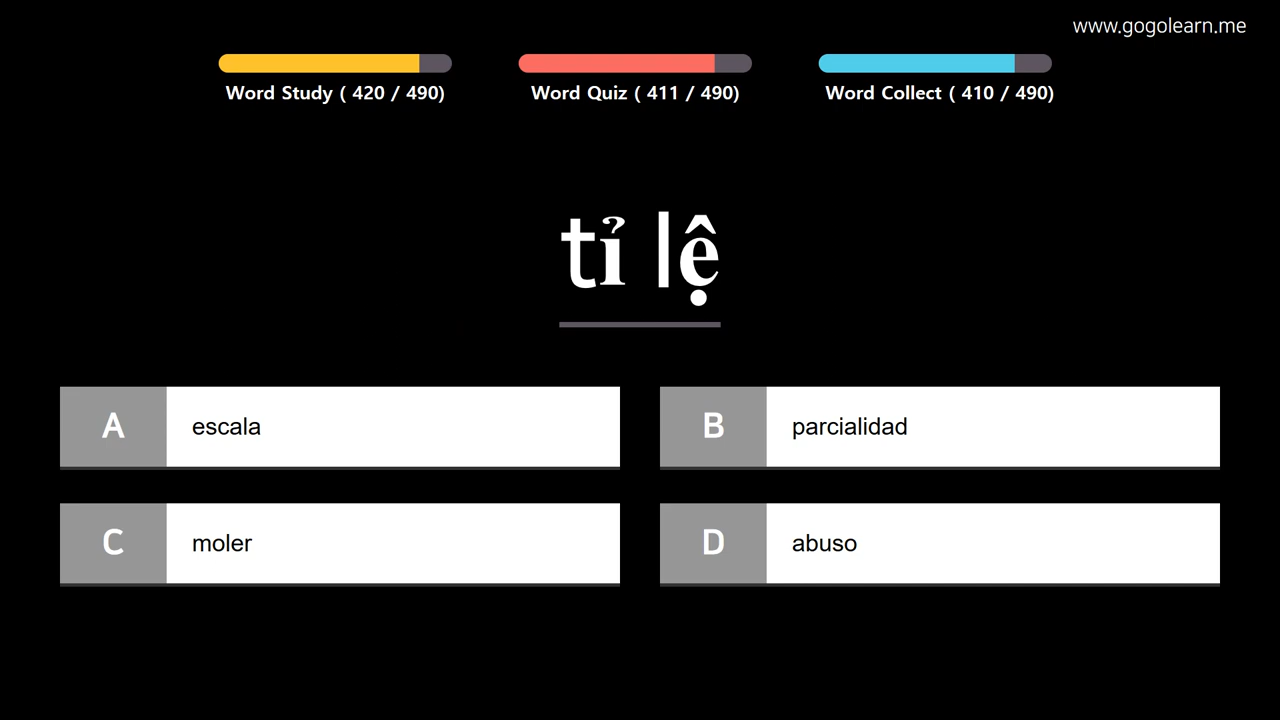 www.gogolearn.me
Word Study ( 420 / 490)
Word Quiz ( 411 / 490)
Word Collect ( 410 / 490)
tỉ lệ
A escala
B parcialidad
C moler
D abuso